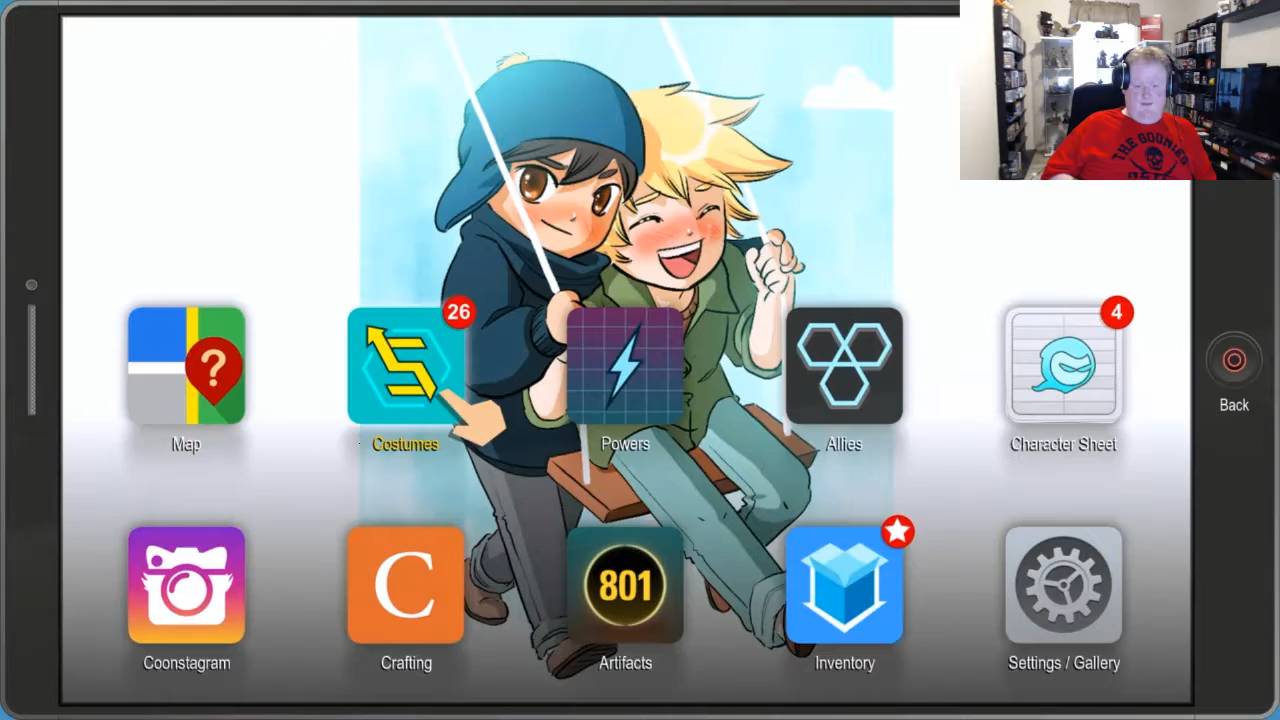 THE GOONIES
26
4
?
Map
Costumes
Powers
Allies
Character Sheet
Back
C
801
Coonstagram
Crafting
Artifacts
Inventory
Settings / Gallery